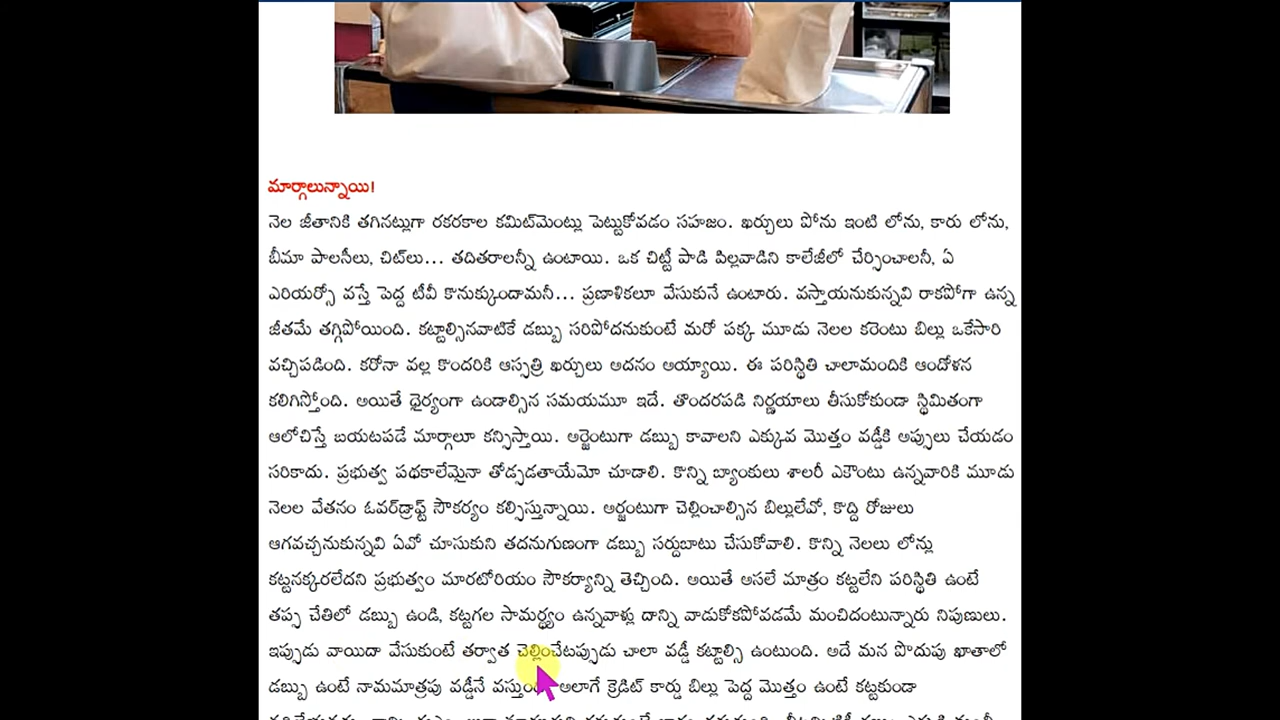 మార్గాలున్నాయి!
నెల జీతానికి తగినట్లుగా రకరకాల కమిట్‌మెంట్లు పెట్టుకోవడం సహజం. ఖర్చులు పోను ఇంటి లోను, కారు లోను,
బీమా పాలసీలు, చిట్‌లు... తదితరాలన్నీ ఉంటాయి. ఒక చిట్టీ పాడి పిల్లవాడిని కాలేజీలో చేర్పించాలనీ, ఏ
ఎరియర్సో వస్తే పెద్ద టీవీ కొనుక్కుందామనీ... ప్రణాళికలూ వేసుకునే ఉంటారు. వస్తాయనుకున్నవి రాకపోగా ఉన్న
జీతమే తగ్గిపోయింది. కట్టాల్సినవాటికే డబ్బు సరిపోదనుకుంటే మరో పక్క మూడు నెలల కరెంటు బిల్లు ఒకేసారి
వచ్చిపడింది. కరోనా వల్ల కొందరికి ఆస్పత్రి ఖర్చులు అదనం అయ్యాయి. ఈ పరిస్థితి చాలామందికి ఆందోళన
కలిగిస్తోంది. అయితే ధైర్యంగా ఉండాల్సిన సమయమూ ఇదే. తొందరపడి నిర్ణయాలు తీసుకోకుండా స్థిమితంగా
ఆలోచిస్తే బయటపడే మార్గాలూ కన్పిస్తాయి. అర్జెంటుగా డబ్బు కావాలని ఎక్కువ మొత్తం వడ్డీకి అప్పులు చేయడం
సరికాదు. ప్రభుత్వ పథకాలేమైనా తోడ్పడతాయేమో చూడాలి. కొన్ని బ్యాంకులు శాలరీ ఎకౌంటు ఉన్నవారికి మూడు
నెలల వేతనం ఓవర్‌డ్రాఫ్ట్ సౌకర్యం కల్పిస్తున్నాయి. అర్జంటుగా చెల్లించాల్సిన బిల్లులేవో, కొద్ది రోజులు
ఆగవచ్చనుకున్నవి ఏవో చూసుకుని తదనుగుణంగా డబ్బు సర్దుబాటు చేసుకోవాలి. కొన్ని నెలలు లోన్లు
కట్టనక్కరలేదని ప్రభుత్వం మారటోరియం సౌకర్యాన్ని తెచ్చింది. అయితే అసలే మాత్రం కట్టలేని పరిస్థితి ఉంటే
తప్ప చేతిలో డబ్బు ఉండి, కట్టగల సామర్థ్యం ఉన్నవాళ్లు దాన్ని వాడుకోకపోవడమే మంచిదంటున్నారు నిపుణులు.
ఇప్పుడు వాయిదా వేసుకుంటే తర్వాత చెల్లించేటప్పుడు చాలా వడ్డీ కట్టాల్సి ఉంటుంది. అదే మన పొదుపు ఖాతాలో
డబ్బు ఉంటే నామమాత్రపు వడ్డీనే అలాగే క్రెడిట్ కార్డు బిల్లు పెద్ద మొత్తం ఉంటే కట్టకుండా